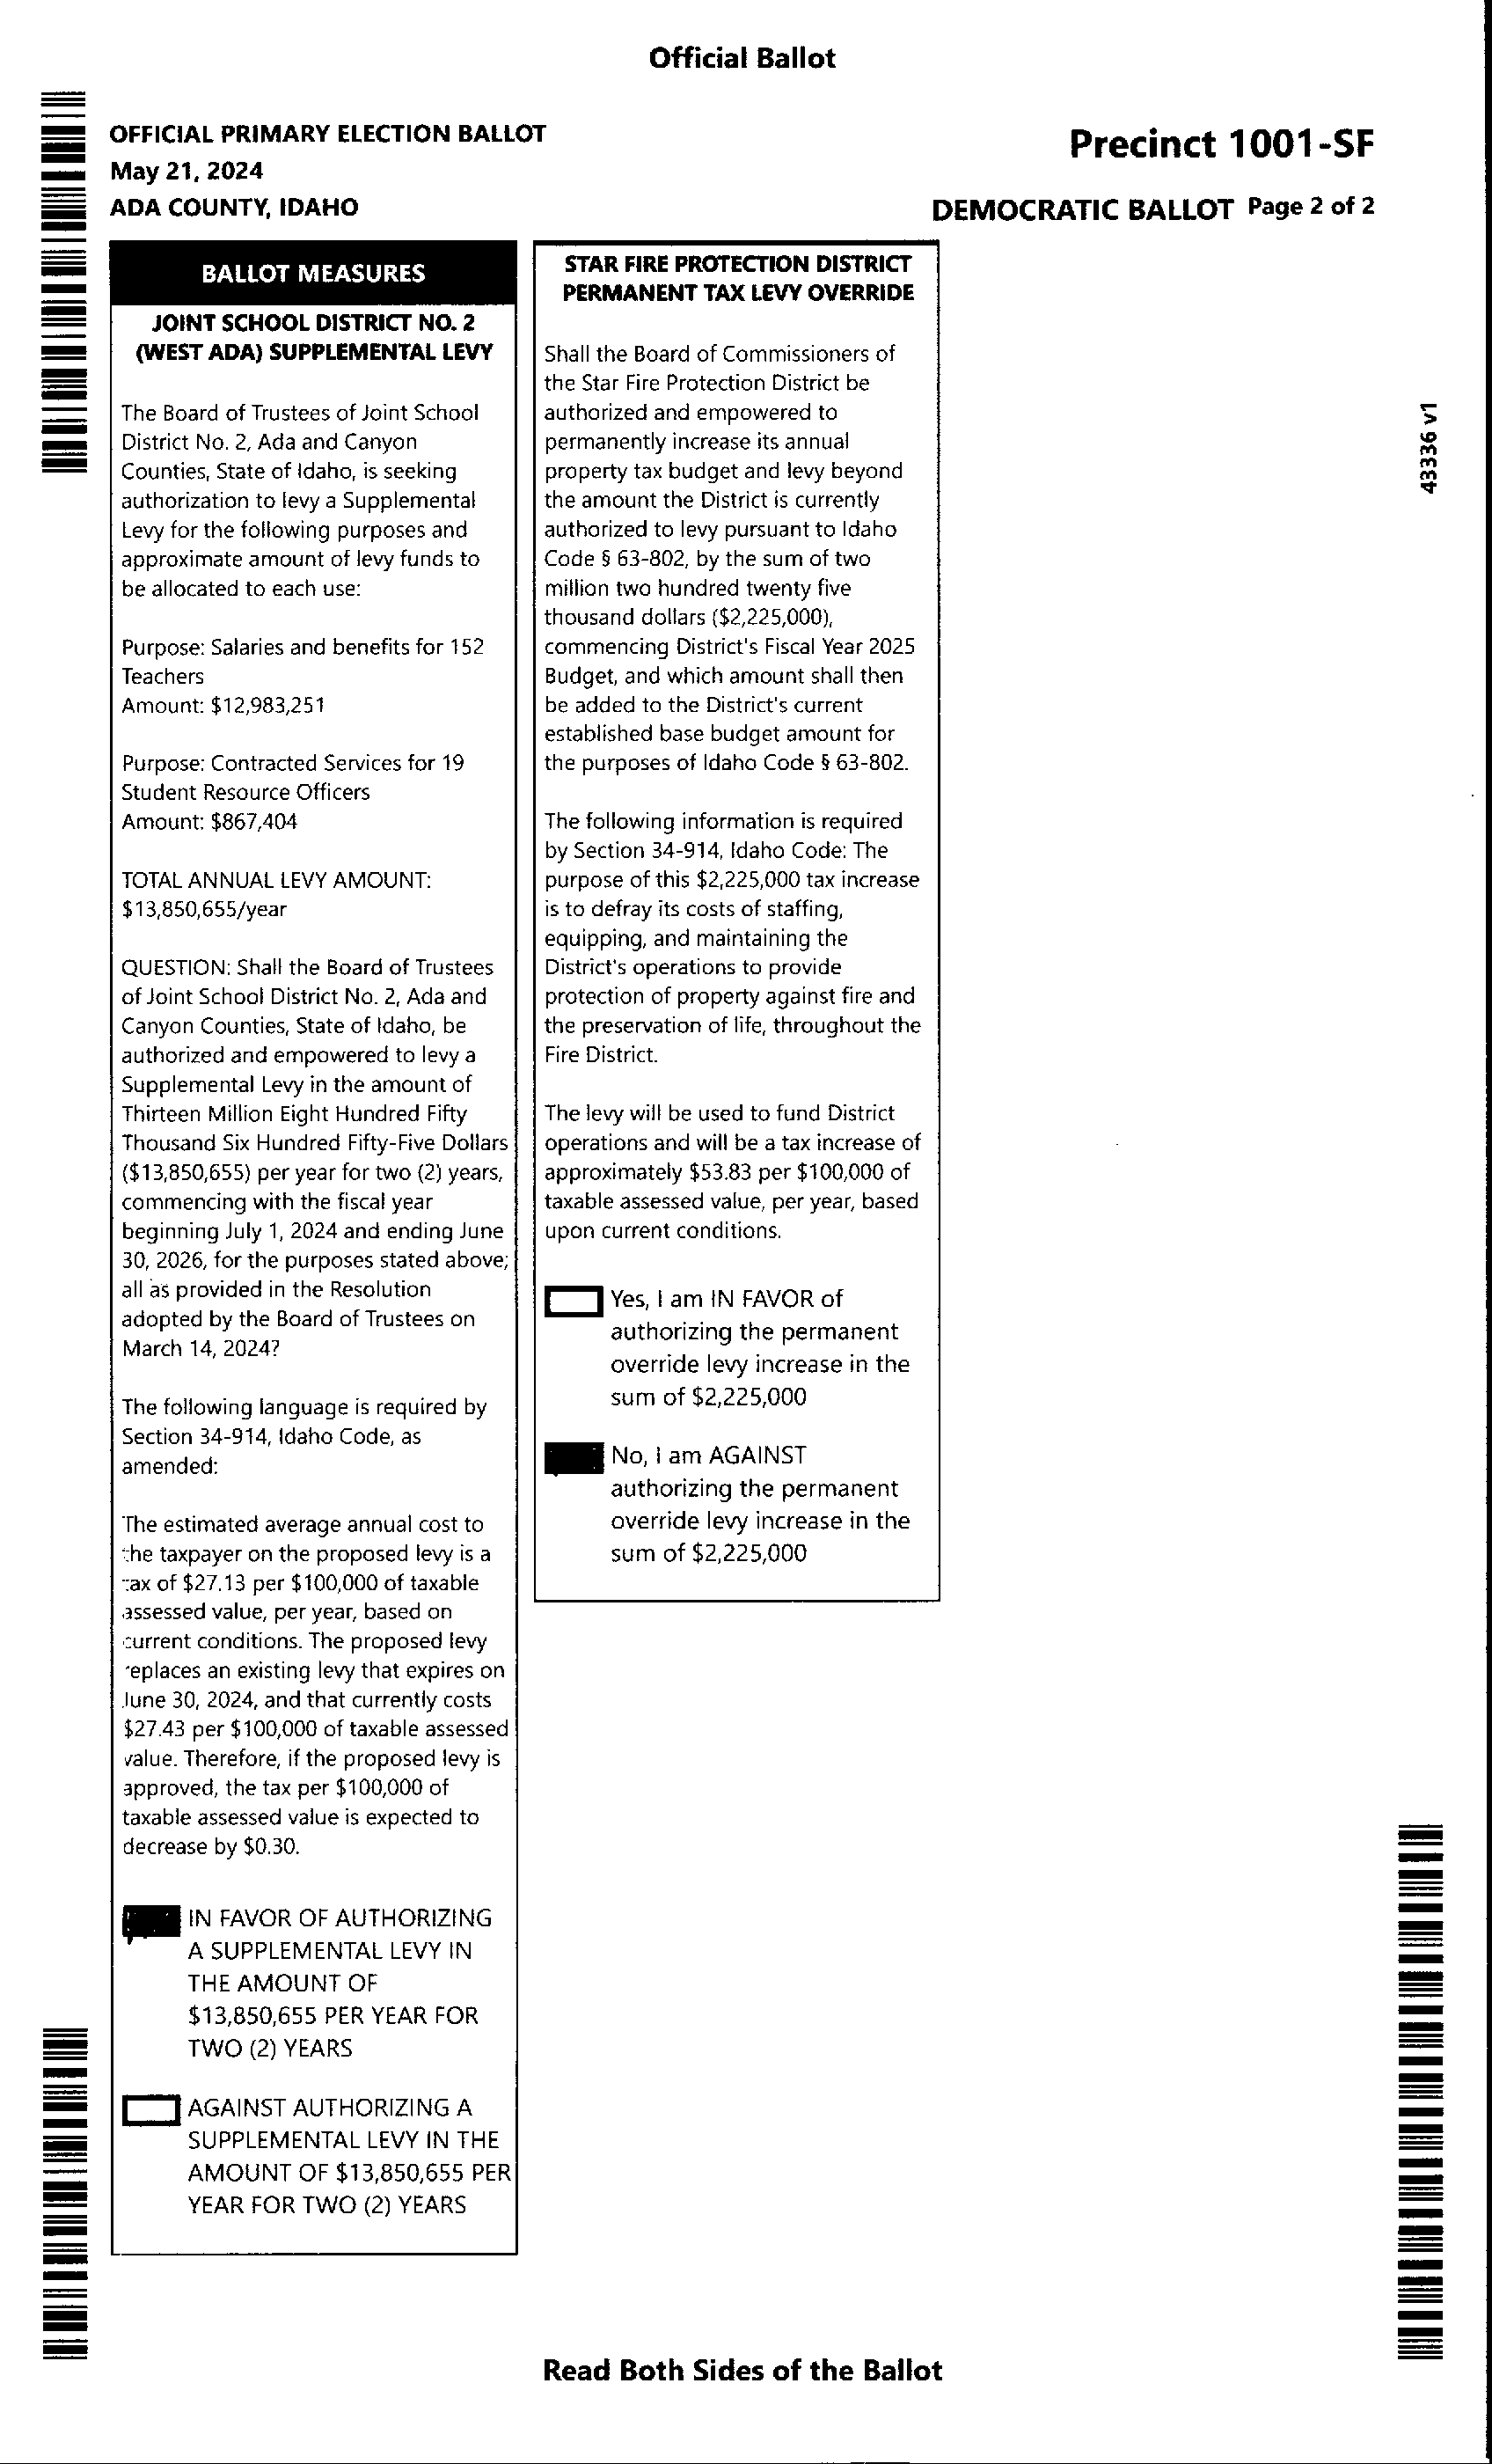 Official Ballot
OFFICIAL PRIMARY ELECTION BALLOT
May 21, 2024
ADA COUNTY, IDAHO
Precinct 1001-SF
DEMOCRATIC BALLOT Page 2 of 2
BALLOT MEASURES
JOINT SCHOOL DISTRICT NO. 2
(WEST ADA) SUPPLEMENTAL LEVY
The Board of Trustees of Joint School
District No. 2, Ada and Canyon
Counties, State of Idaho, is seeking
authorization to levy a Supplemental
Levy for the following purposes and
approximate amount of levy funds to
be allocated to each use:
Purpose: Salaries and benefits for 152
Teachers
Amount: $12,983,251
Purpose: Contracted Services for 19
Student Resource Officers
Amount: $867,404
TOTAL ANNUAL LEVY AMOUNT:
$13,850,655/year
QUESTION: Shall the Board of Trustees
of Joint School District No. 2, Ada and
Canyon Counties, State of Idaho, be
authorized and empowered to levy a
Supplemental Levy in the amount of
Thirteen Million Eight Hundred Fifty
Thousand Six Hundred Fifty-Five Dollars
($13,850,655) per year for two (2) years,
commencing with the fiscal year
beginning July 1, 2024 and ending June
30, 2026, for the purposes stated above;
all as provided in the Resolution
adopted by the Board of Trustees on
March 14, 2024?
The following language is required by
Section 34-914, Idaho Code, as
amended:
The estimated average annual cost to
the taxpayer on the proposed levy is a
tax of $27.13 per $100,000 of taxable
assessed value, per year, based on
current conditions. The proposed levy
replaces an existing levy that expires on
June 30, 2024, and that currently costs
$27.43 per $100,000 of taxable assessed
value. Therefore, if the proposed levy is
approved, the tax per $100,000 of
taxable assessed value is expected to
decrease by $0.30.
IN FAVOR OF AUTHORIZING
A SUPPLEMENTAL LEVY IN
THE AMOUNT OF
$13,850,655 PER YEAR FOR
TWO (2) YEARS
AGAINST AUTHORIZING A
SUPPLEMENTAL LEVY IN THE
AMOUNT OF $13,850,655 PER
YEAR FOR TWO (2) YEARS
STAR FIRE PROTECTION DISTRICT
PERMANENT TAX LEVY OVERRIDE
Shall the Board of Commissioners of
the Star Fire Protection District be
authorized and empowered to
permanently increase its annual
property tax budget and levy beyond
the amount the District is currently
authorized to levy pursuant to Idaho
Code § 63-802, by the sum of two
million two hundred twenty five
thousand dollars ($2,225,000),
commencing District's Fiscal Year 2025
Budget, and which amount shall then
be added to the District's current
established base budget amount for
the purposes of Idaho Code § 63-802.
The following information is required
by Section 34-914, Idaho Code: The
purpose of this $2,225,000 tax increase
is to defray its costs of staffing,
equipping, and maintaining the
District's operations to provide
protection of property against fire and
the preservation of life, throughout the
Fire District.
The levy will be used to fund District
operations and will be a tax increase of
approximately $53.83 per $100,000 of
taxable assessed value, per year, based
upon current conditions.
Yes, I am IN FAVOR of
authorizing the permanent
override levy increase in the
sum of $2,225,000
No, I am AGAINST
authorizing the permanent
override levy increase in the
sum of $2,225,000
43336 v1
Read Both Sides of the Ballot